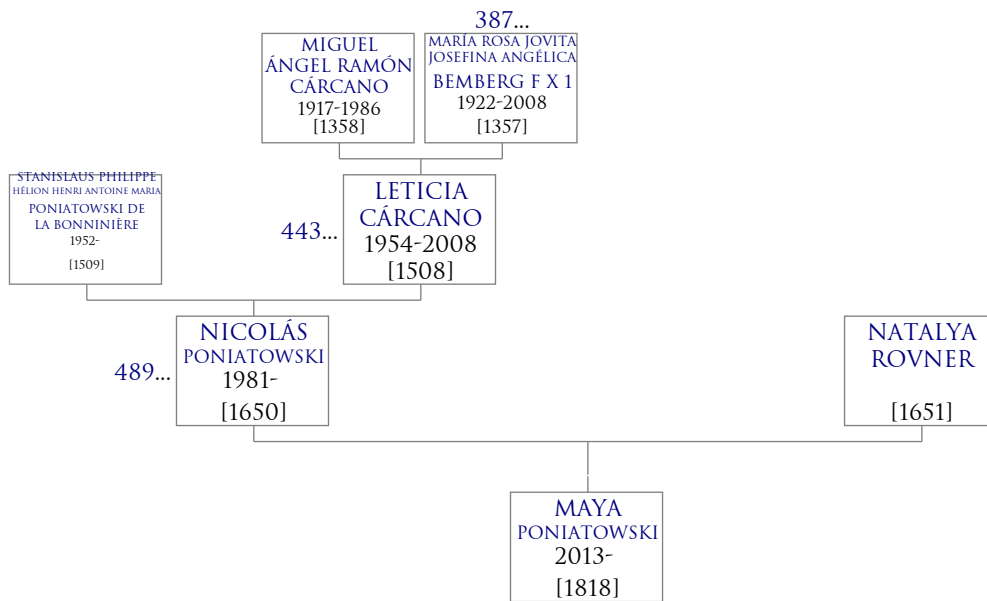 387...
MIGUEL
ÁNGEL RAMÓN
CÁRCANO
1917-1986
[1358]
MARÍA ROSA JOVITA
JOSEFINA ANGÉLICA
BEMBERG F X 1
1922-2008
[1357]
STANISLAUS PHILIPPE
HÉLION HENRI ANTOINE MARIA
PONIATOWSKI DE
LA BONNINIÈRE
1952-
[1509]
443...
LETICIA
CÁRCANO
1954-2008
[1508]
489...
NICOLÁS
PONIATOWSKI
1981-
[1650]
NATALYA
ROVNER
[1651]
MAYA
PONIATOWSKI
2013-
[1818]